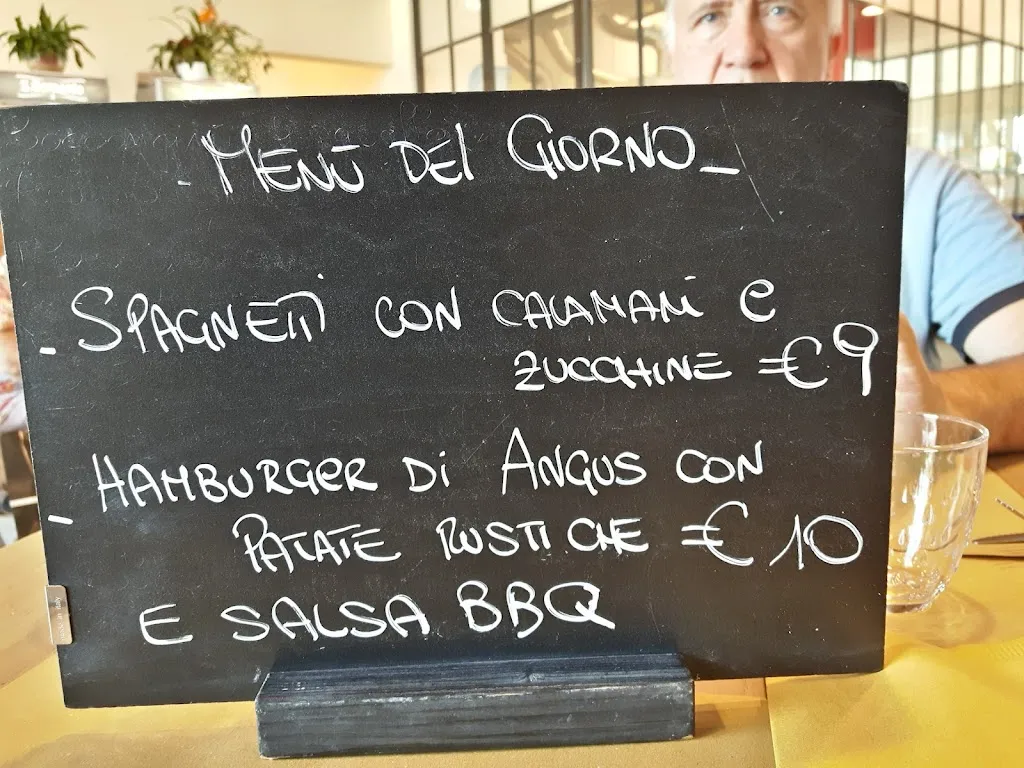 - MENÙ DEL GIORNO -
- SPAGHETTI CON CALAMARI E
ZUCCHINE € 9
- HAMBURGER DI ANGUS CON
PATATE RUSTICHE € 10
E SALSA BBQ